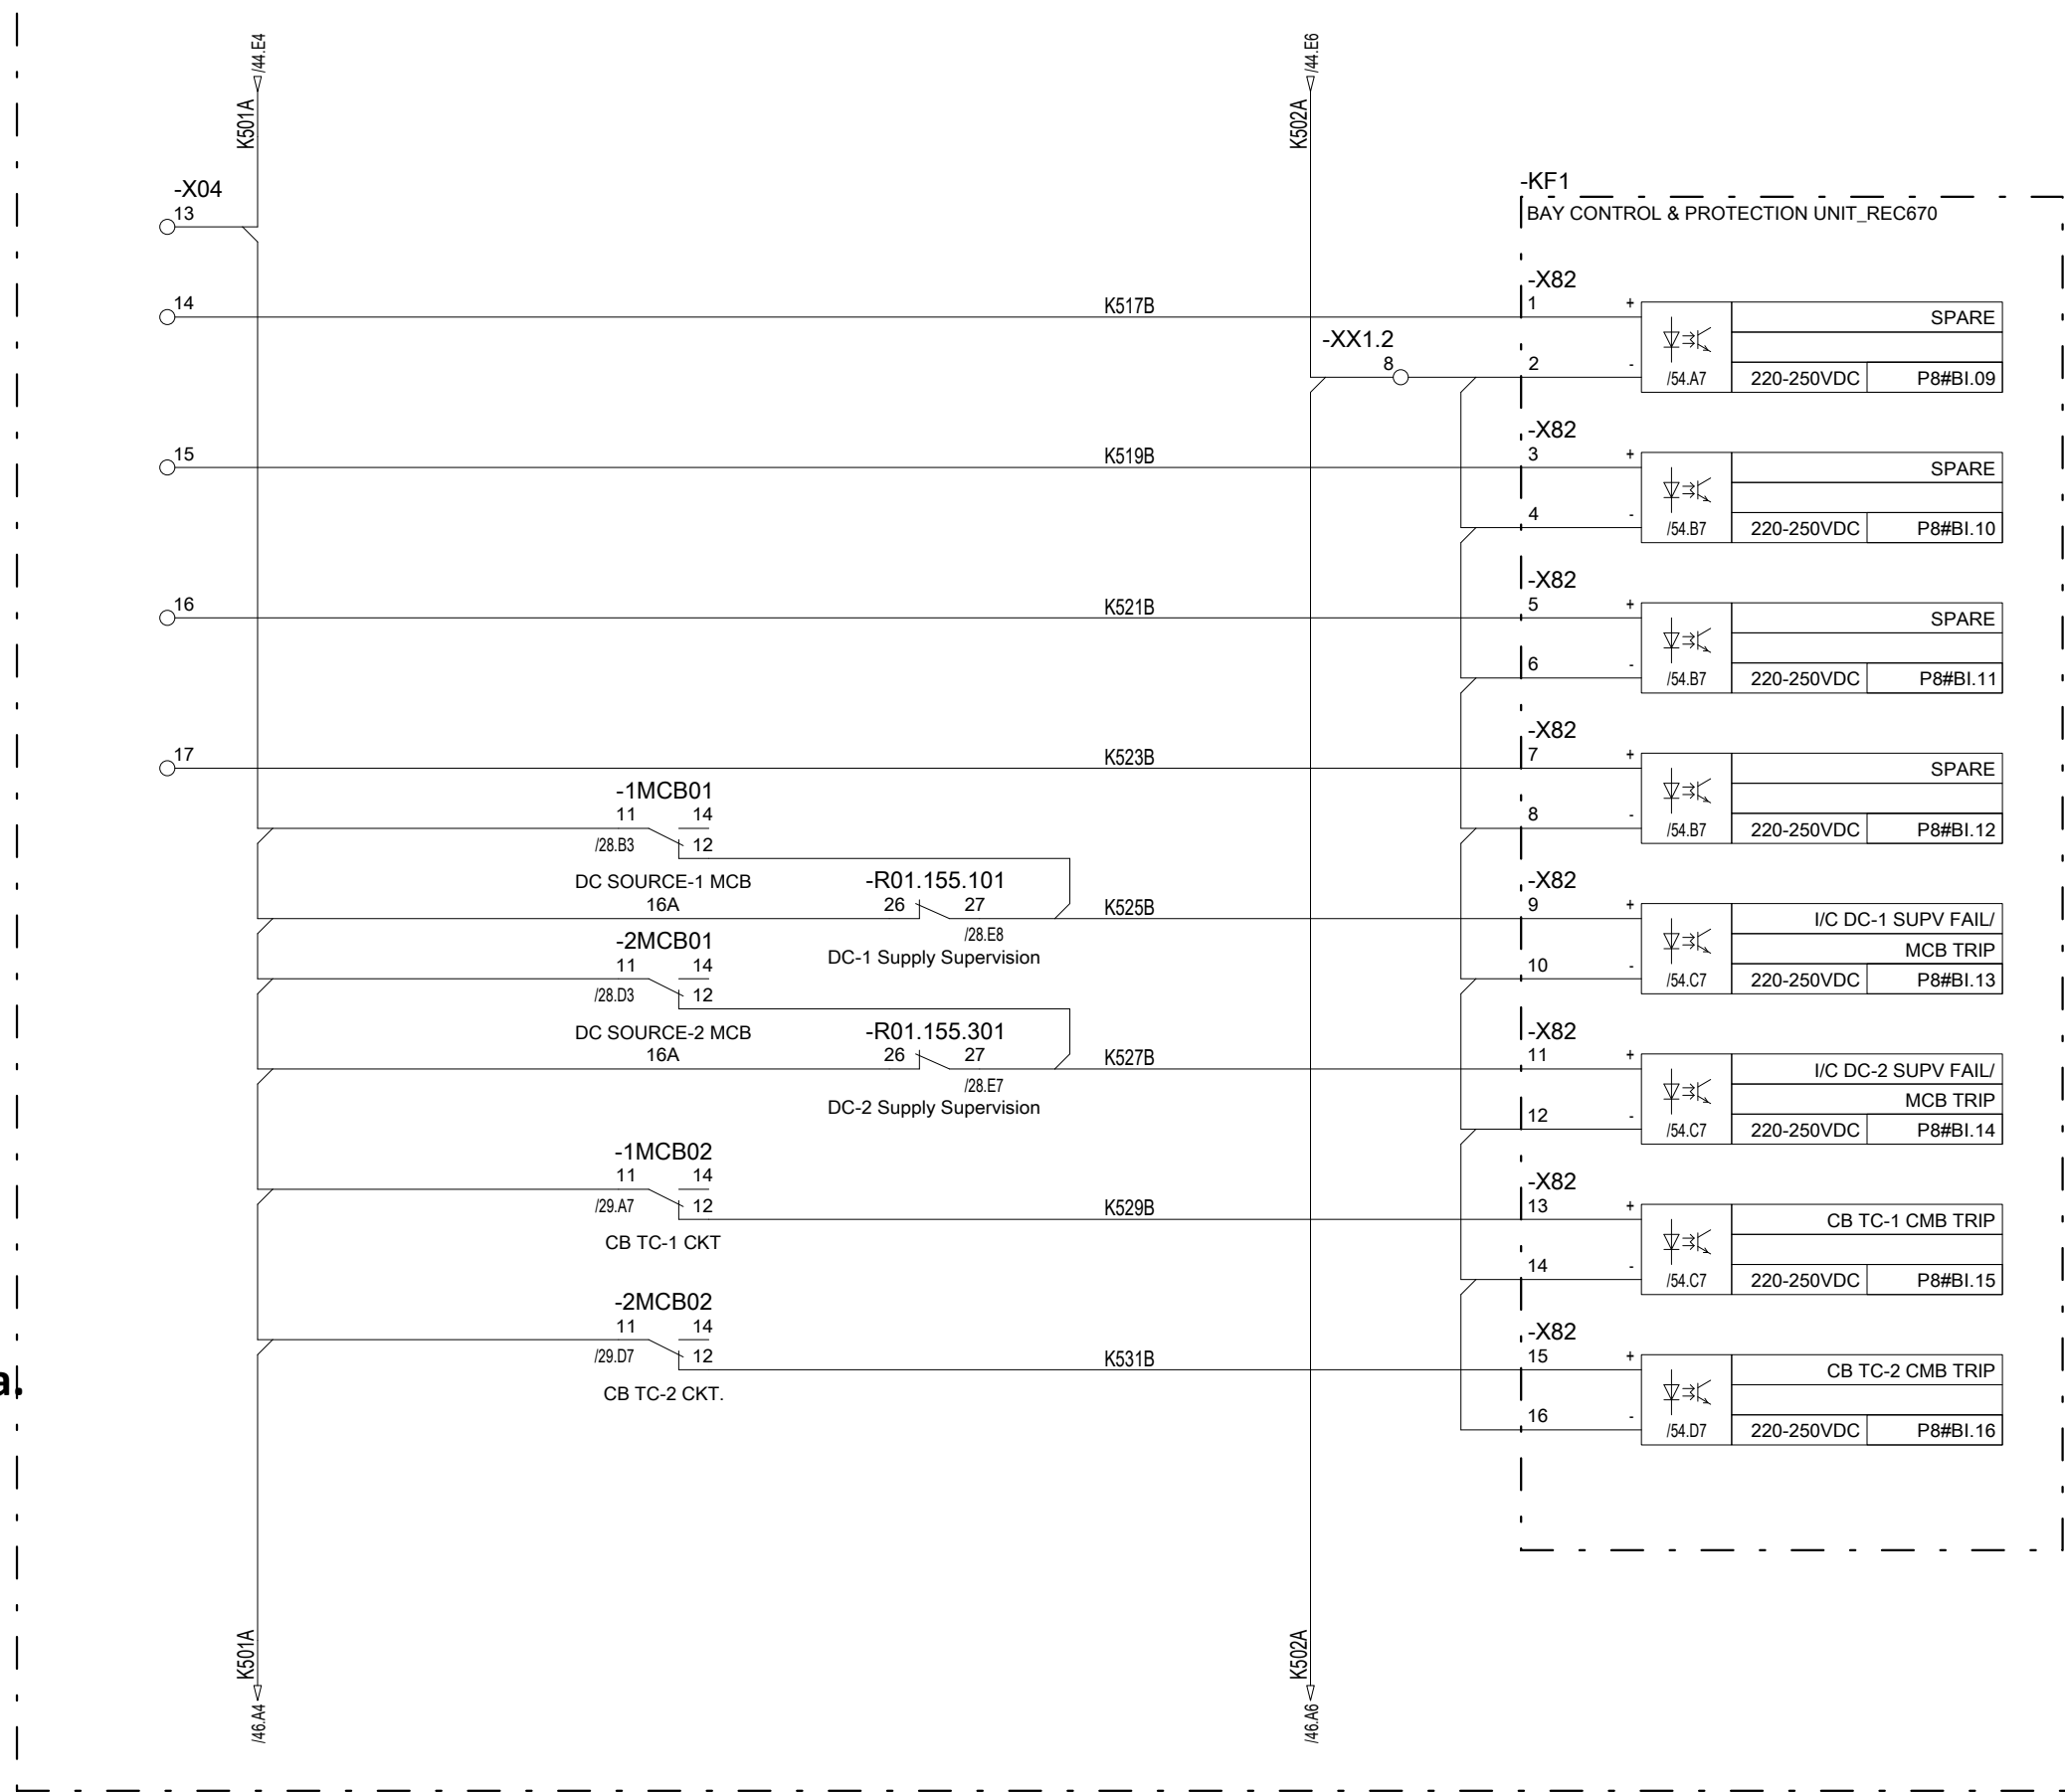 /44.E4
/44.E6
K501A
K502A
-X04
13
-KF1
BAY CONTROL & PROTECTION UNIT_REC670
-X82
14
K517B
1
+
SPARE
-XX1.2
8
2
-
/54.A7
220-250VDC
P8#BI.09
-X82
15
K519B
3
+
SPARE
4
-
/54.B7
220-250VDC
P8#BI.10
-X82
16
K521B
5
+
SPARE
6
-
/54.B7
220-250VDC
P8#BI.11
-X82
17
K523B
7
+
SPARE
-1MCB01
11
14
8
-
/54.B7
220-250VDC
P8#BI.12
/28.B3
12
DC SOURCE-1 MCB
16A
-R01.155.101
26
27
K525B
/28.E8
DC-1 Supply Supervision
-X82
9
+
I/C DC-1 SUPV FAIL/
MCB TRIP
-2MCB01
11
14
10
-
/54.C7
220-250VDC
P8#BI.13
/28.D3
12
DC SOURCE-2 MCB
16A
-R01.155.301
26
27
K527B
/28.E7
DC-2 Supply Supervision
-X82
11
+
I/C DC-2 SUPV FAIL/
MCB TRIP
12
-
/54.C7
220-250VDC
P8#BI.14
-1MCB02
11
14
/29.A7
12
CB TC-1 CKT
K529B
-X82
13
+
CB TC-1 CMB TRIP
14
-
/54.C7
220-250VDC
P8#BI.15
-2MCB02
11
14
/29.D7
12
CB TC-2 CKT.
K531B
-X82
15
+
CB TC-2 CMB TRIP
16
-
/54.D7
220-250VDC
P8#BI.16
a.
K501A
K502A
/46.A4
/46.A6